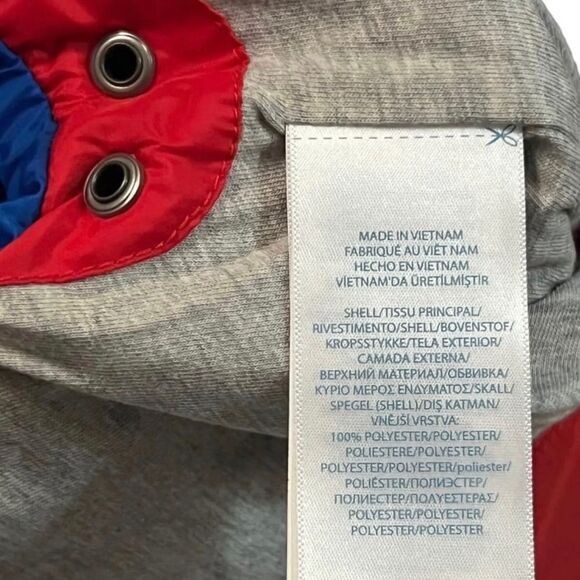 MADE IN VIETNAM
FABRIQUÉ AU VIÊT NAM
HECHO EN VIETNAM
VİETNAM'DA ÜRETİLMİŞTİR
SHELL/TISSU PRINCIPAL/
RIVESTIMENTO/SHELL/BOVENSTOF/
KROPSSTYKKE/TELA EXTERIOR/
CAMADA EXTERNA/
ВЕРХНИЙ МАТЕРИАЛ/ОБВИВКА/
ΚΥΡΙΟ ΜΕΡΟΣ ΕΝΔΥΜΑΤΟΣ/SKALL/
SPEGEL (SHELL)/DIŞ KATMAN/
VNĚJŠÍ VRSTVA:
100% POLYESTER/POLYESTER/
POLIESTERE/POLYESTER/
POLYESTER/POLYESTER/poliester/
POLIÉSTER/ПОЛИЭСТЕР/
ПОЛИЕСТЕР/ΠΟΛΥΕΣΤΕΡΑΣ/
POLYESTER/POLYESTER/
POLYESTER/POLYESTER